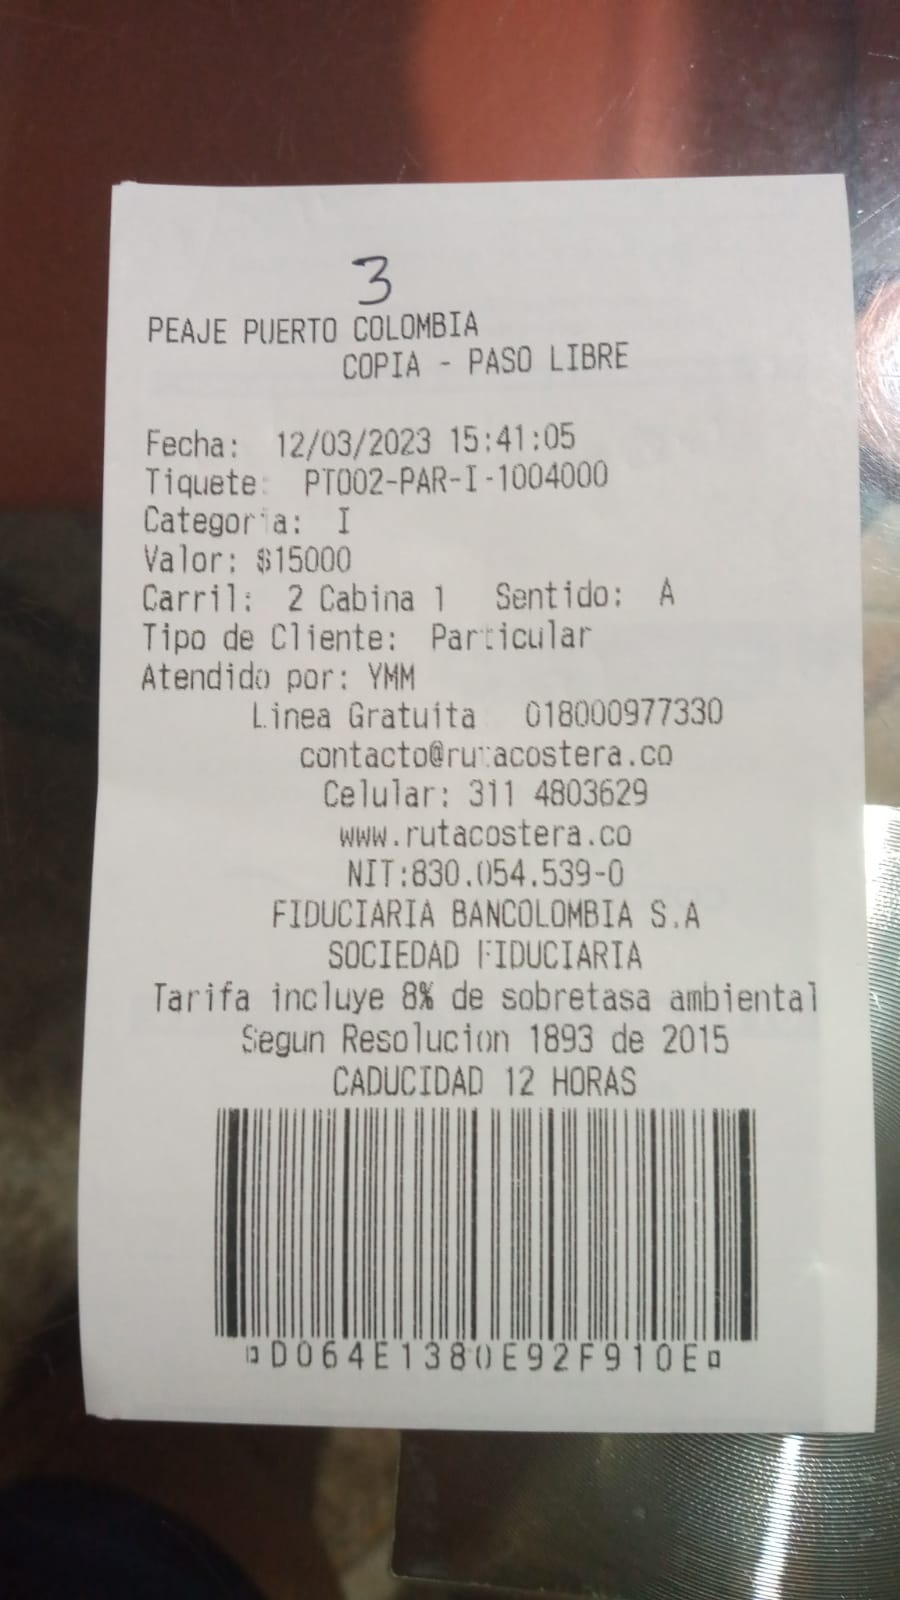 3
PEAJE PUERTO COLOMBIA
COPIA - PASO LIBRE
Fecha: 12/03/2023 15:41:05
Tiquete: PT002-PAR-I-1004000
Categoria: I
Valor: $15000
Carril: 2 Cabina 1 Sentido: A
Tipo de Cliente: Particular
Atendido por: YMM
Linea Gratuita 018000977330
contacto@rutacostera.co
Celular: 311 4803629
www.rutacostera.co
NIT:830.054.539-0
FIDUCIARIA BANCOLOMBIA S.A
SOCIEDAD FIDUCIARIA
Tarifa incluye 8% de sobretasa ambiental
Segun Resolucion 1893 de 2015
CADUCIDAD 12 HORAS
D064E1380E92F910E